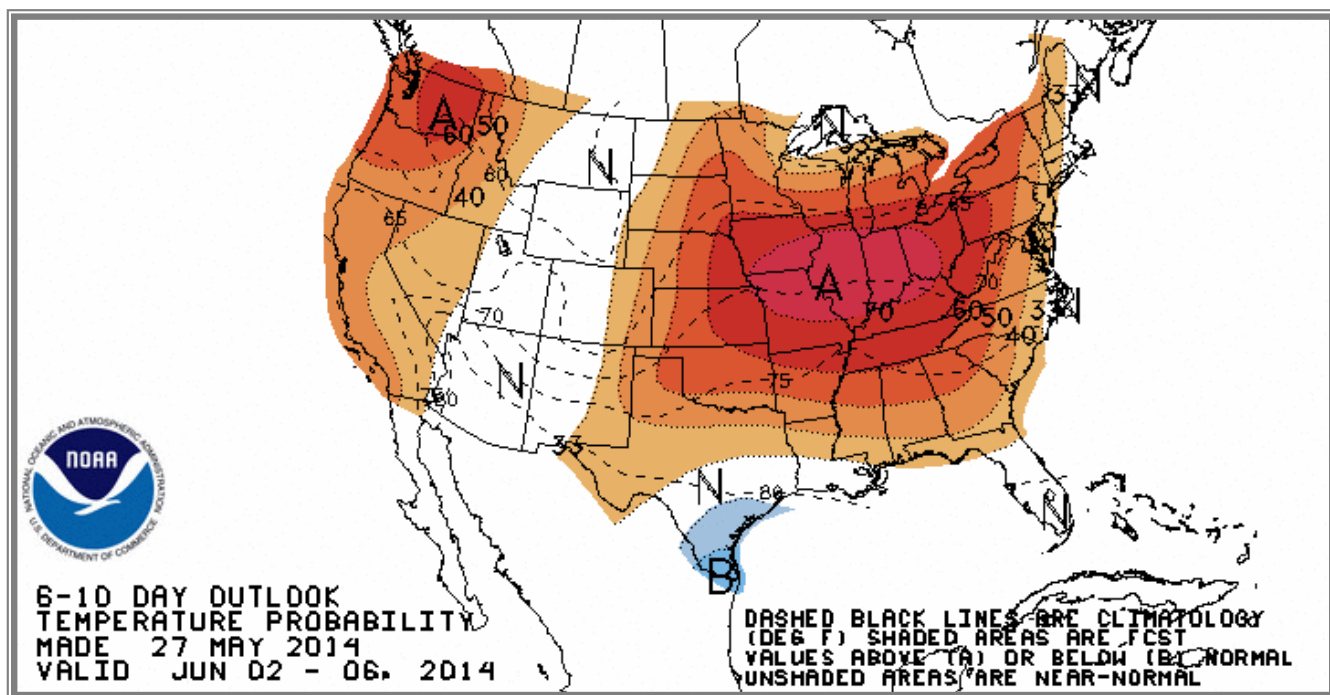 A
60 50
N
N
60
40
65
33
N
65
A
70
70
60 50
40
N
70
N
75
80
33
N
80
N
B
NATIONAL OCEANIC AND ATMOSPHERIC ADMINISTRATION
NOAA
U.S. DEPARTMENT OF COMMERCE
6-10 DAY OUTLOOK
TEMPERATURE PROBABILITY
MADE 27 MAY 2014
VALID JUN 02 - 06, 2014
DASHED BLACK LINES ARE CLIMATOLOGY
(DEG F) SHADED AREAS ARE FCST
VALUES ABOVE (A) OR BELOW (B) NORMAL
UNSHADED AREAS ARE NEAR-NORMAL